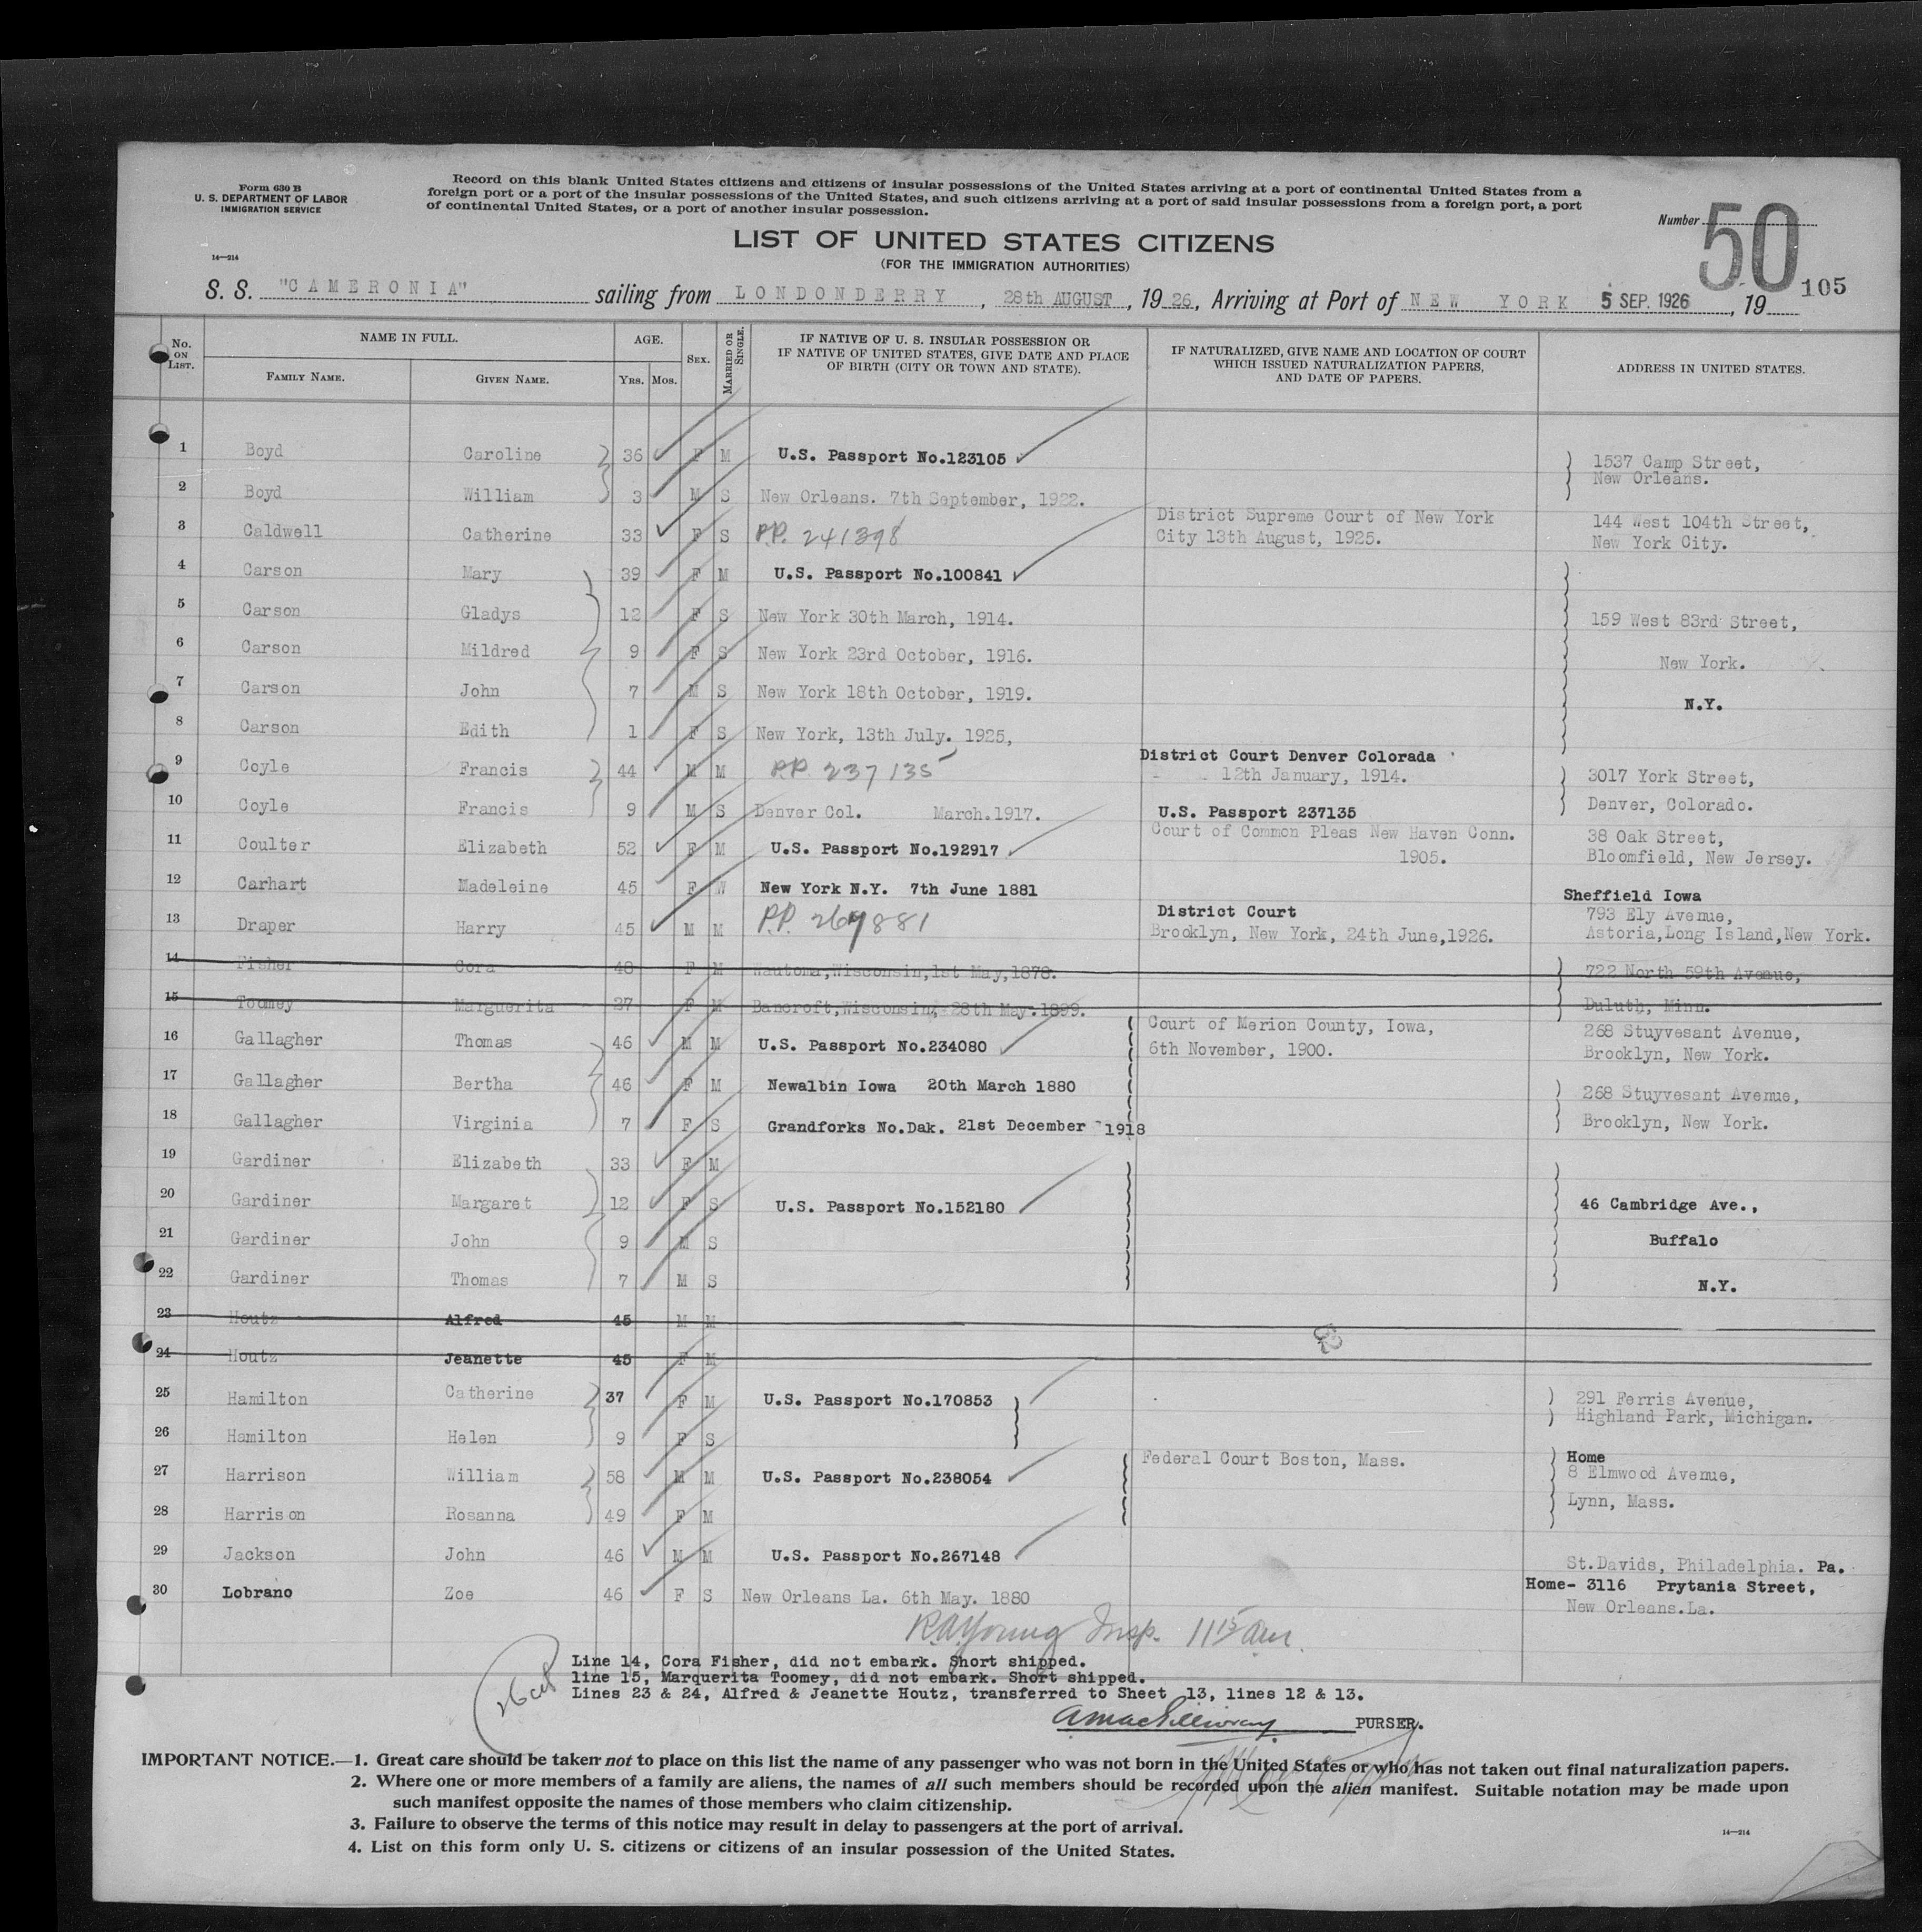 Form 630 B
U. S. DEPARTMENT OF LABOR
IMMIGRATION SERVICE
14—214
Record on this blank United States citizens and citizens of insular possessions of the United States arriving at a port of continental United States from a
foreign port or a port of the insular possessions of the United States, and such citizens arriving at a port of said insular possessions from a foreign port, a port
of continental United States, or a port of another insular possession.
Number 50
LIST OF UNITED STATES CITIZENS
(FOR THE IMMIGRATION AUTHORITIES)
105
S. S. "CAMERONIA" sailing from LONDONDERRY, 28th AUGUST, 19 26, Arriving at Port of NEW YORK 5 SEP. 1926, 19
No. ON LIST. NAME IN FULL. FAMILY NAME. GIVEN NAME. AGE. YRS. MOS. SEX. MARRIED OR SINGLE.
IF NATIVE OF U. S. INSULAR POSSESSION OR
IF NATIVE OF UNITED STATES, GIVE DATE AND PLACE
OF BIRTH (CITY OR TOWN AND STATE).
IF NATURALIZED, GIVE NAME AND LOCATION OF COURT
WHICH ISSUED NATURALIZATION PAPERS,
AND DATE OF PAPERS.
ADDRESS IN UNITED STATES.
1 Boyd Caroline 36 F M U.S. Passport No.123105 1537 Camp Street,
New Orleans.
2 Boyd William 3 M S New Orleans. 7th September, 1922.
District Supreme Court of New York
3 Caldwell Catherine 33 F S P.P. 241398 City 13th August, 1925. 144 West 104th Street,
New York City.
4 Carson Mary 39 F M U.S. Passport No.100841
5 Carson Gladys 12 F S New York 30th March, 1914. 159 West 83rd Street,
6 Carson Mildred 9 F S New York 23rd October, 1916. New York.
7 Carson John 7 M S New York 18th October, 1919. N.Y.
8 Carson Edith 1 F S New York, 13th July. 1925,
District Court Denver Colorada
9 Coyle Francis 44 M M P.P. 237135 12th January, 1914. 3017 York Street,
10 Coyle Francis 9 M S Denver Col. March.1917. U.S. Passport 237135 Denver, Colorado.
Court of Common Pleas New Haven Conn. 38 Oak Street,
11 Coulter Elizabeth 52 F M U.S. Passport No.192917 1905. Bloomfield, New Jersey.
12 Carhart Madeleine 45 F W New York N.Y. 7th June 1881 Sheffield Iowa
District Court 793 Ely Avenue,
13 Draper Harry 45 M M P.P. 267881 Brooklyn, New York, 24th June,1926. Astoria,Long Island,New York.
14 Fisher Cora 48 F M Wautoma,Wisconsin,1st May,1878. 722 North 59th Avenue,
15 Toomey Marguerita 27 F M Bancroft,Wisconsin, 28th May.1899. Duluth, Minn.
Court of Merion County, Iowa, 268 Stuyvesant Avenue,
16 Gallagher Thomas 46 M M U.S. Passport No.234080 6th November, 1900. Brooklyn, New York.
17 Gallagher Bertha 46 F M Newalbin Iowa 20th March 1880 268 Stuyvesant Avenue,
18 Gallagher Virginia 7 F S Grandforks No.Dak. 21st December 1918 Brooklyn, New York.
19 Gardiner Elizabeth 33 F M
20 Gardiner Margaret 12 F S U.S. Passport No.152180 46 Cambridge Ave.,
21 Gardiner John 9 M S Buffalo
22 Gardiner Thomas 7 M S N.Y.
23 Houtz Alfred 45 M M
24 Houtz Jeanette 45 F M
25 Hamilton Catherine 37 F M U.S. Passport No.170853 291 Ferris Avenue,
Highland Park, Michigan.
26 Hamilton Helen 9 F S
Federal Court Boston, Mass. Home
27 Harrison William 58 M M U.S. Passport No.238054 8 Elmwood Avenue,
Lynn, Mass.
28 Harrison Rosanna 49 F M
29 Jackson John 46 M M U.S. Passport No.267148 St.Davids, Philadelphia. Pa.
30 Lobrano Zoe 46 F S New Orleans La. 6th May. 1880 Home- 3116 Prytania Street,
New Orleans.La.
R.A. Young Insp. 11 15 am.
26
Line 14, Cora Fisher, did not embark. Short shipped.
line 15, Marquerita Toomey, did not embark. Short shipped.
Lines 23 & 24, Alfred & Jeanette Houtz, transferred to Sheet 13, lines 12 & 13.
PURSER.
IMPORTANT NOTICE.—1. Great care should be taken not to place on this list the name of any passenger who was not born in the United States or who has not taken out final naturalization papers.
2. Where one or more members of a family are aliens, the names of all such members should be recorded upon the alien manifest. Suitable notation may be made upon
such manifest opposite the names of those members who claim citizenship.
3. Failure to observe the terms of this notice may result in delay to passengers at the port of arrival.
4. List on this form only U. S. citizens or citizens of an insular possession of the United States.
14—214